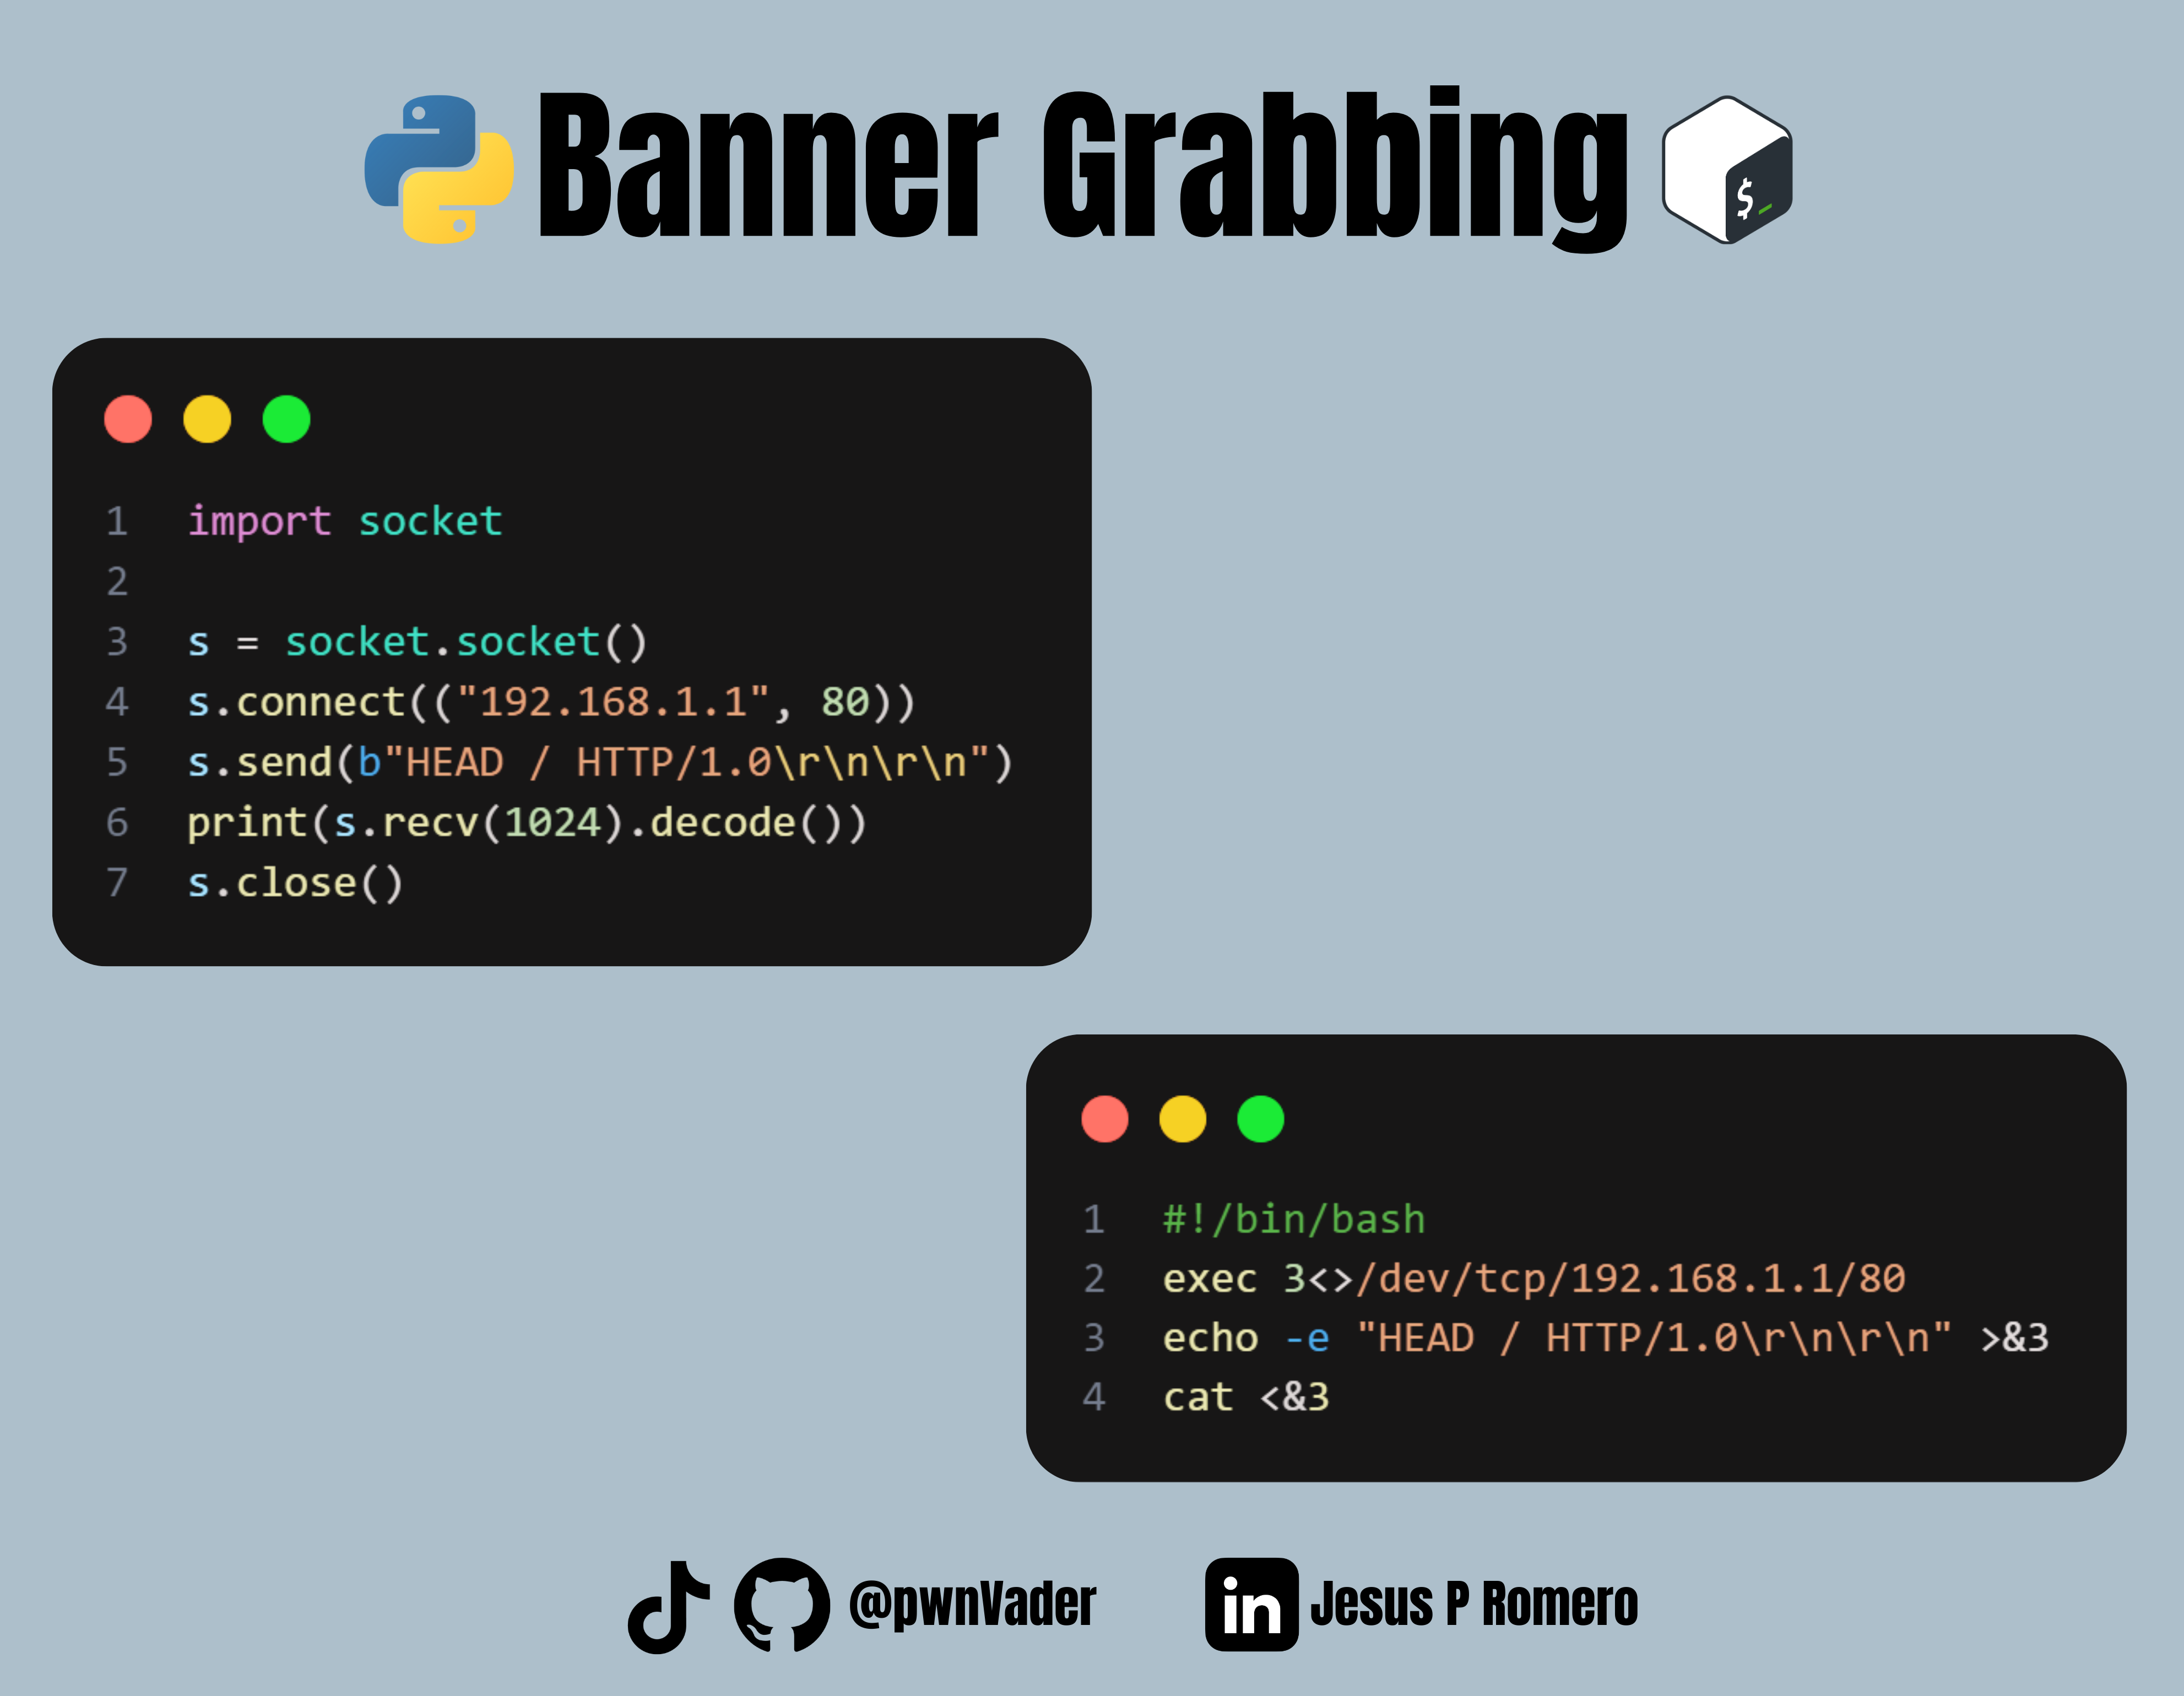 Banner Grabbing
$_
1 import socket
2
3 s = socket.socket()
4 s.connect(("192.168.1.1", 80))
5 s.send(b"HEAD / HTTP/1.0\r\n\r\n")
6 print(s.recv(1024).decode())
7 s.close()
1 #!/bin/bash
2 exec 3<>/dev/tcp/192.168.1.1/80
3 echo -e "HEAD / HTTP/1.0\r\n\r\n" >&3
4 cat <&3
@pwnVader
in Jesus P Romero